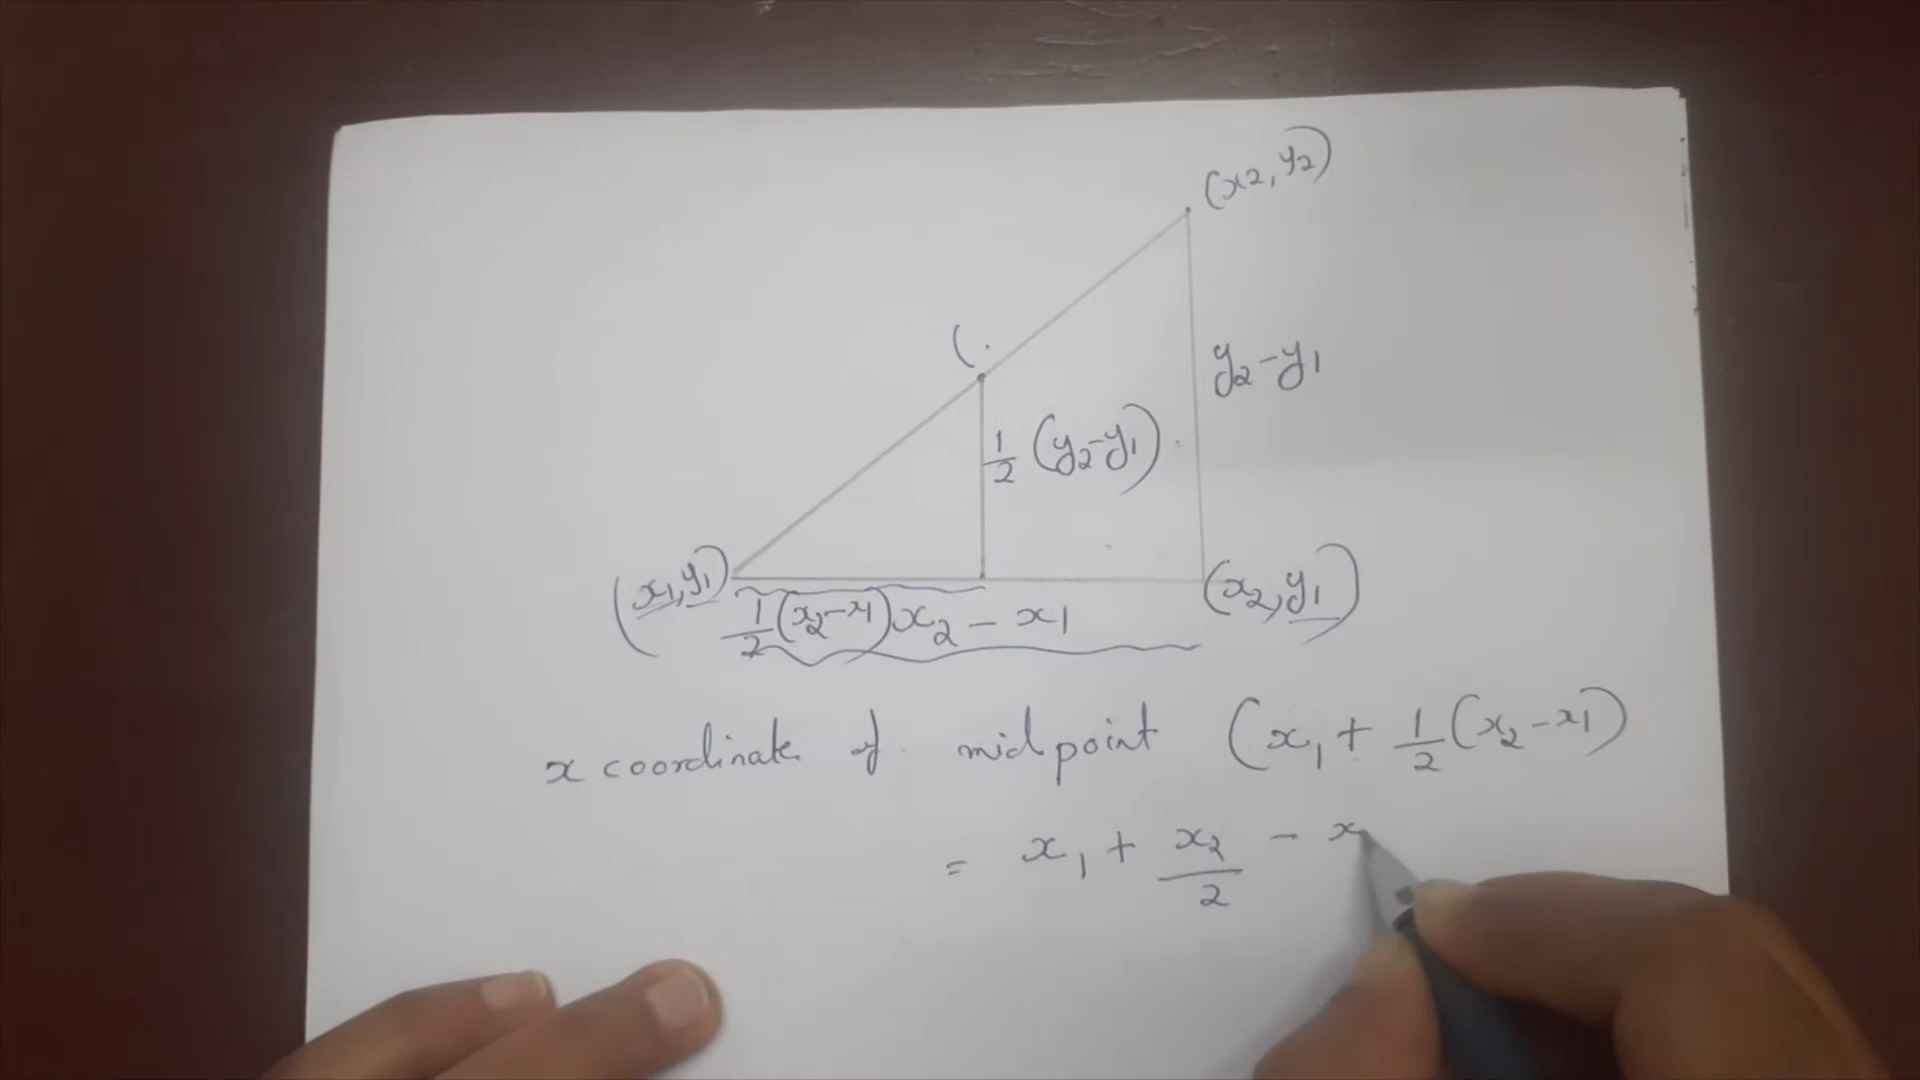 (x2, y2)
(.
y2-y1
1/2 (y2-y1)
(x1, y1)
(x2, y1)
1/2 (x2-x1) x2 - x1
x coordinate of midpoint (x1 + 1/2 (x2-x1)
= x1 + x2/2 - x